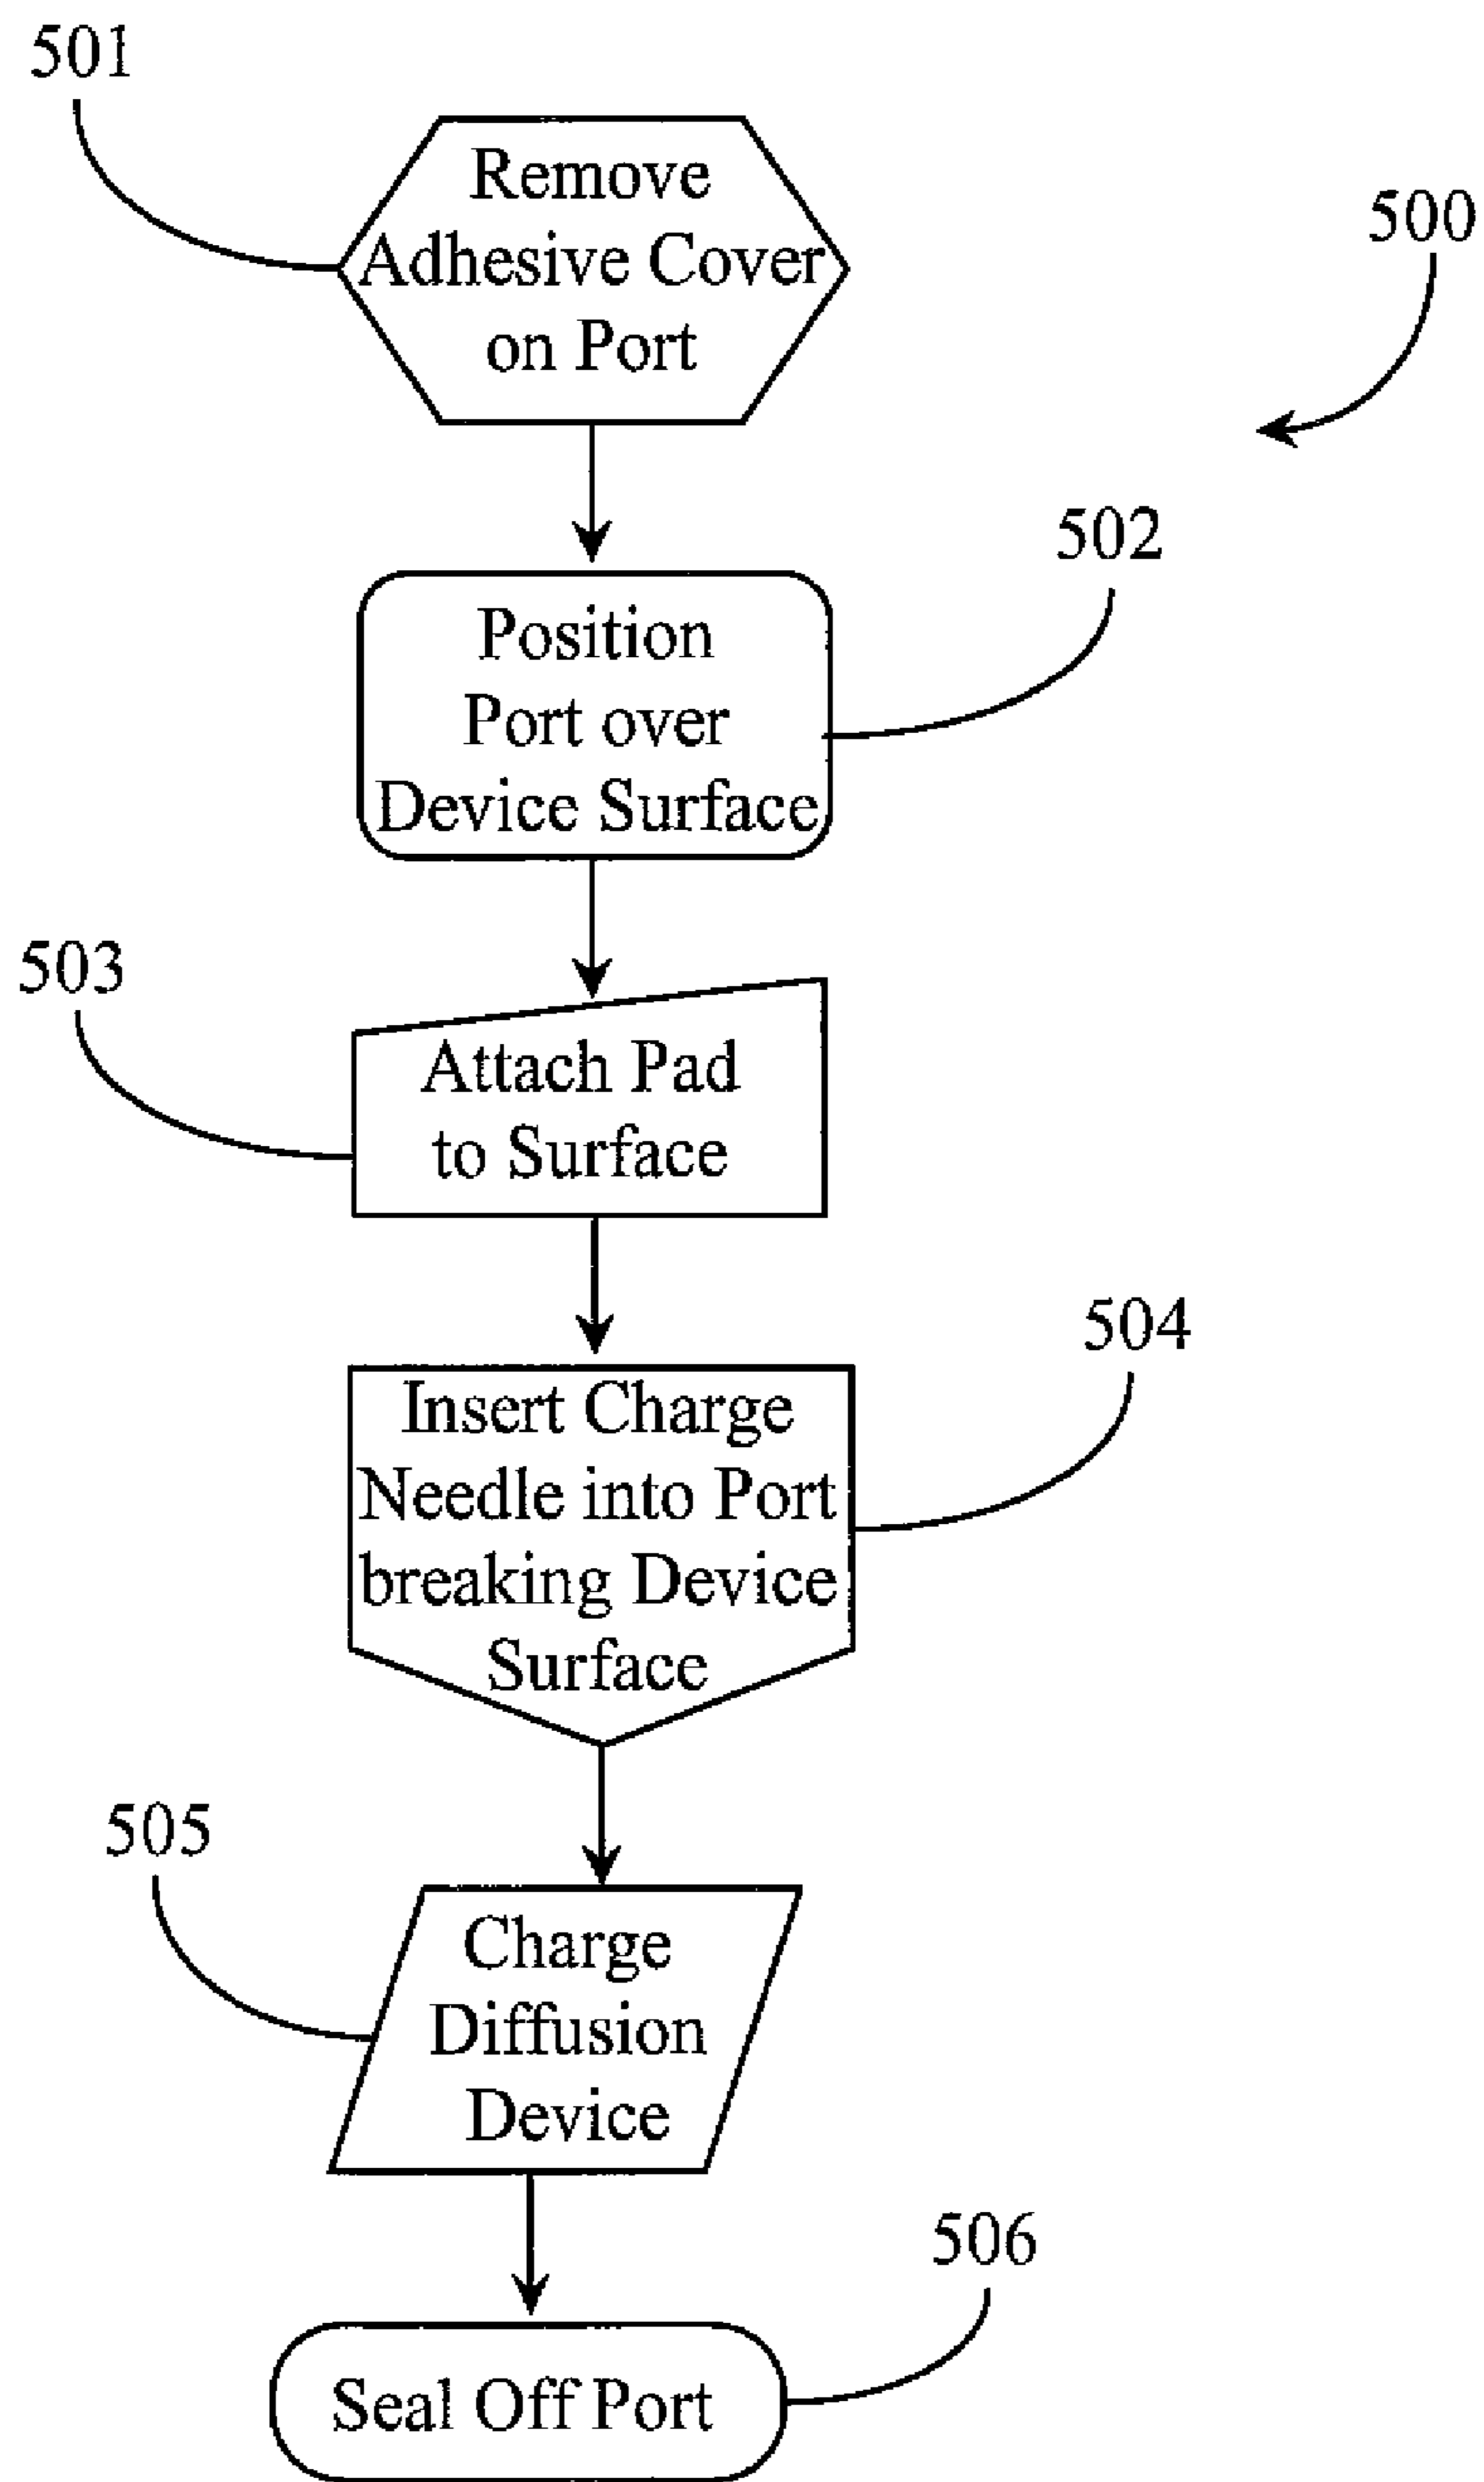 501
Remove
Adhesive Cover
on Port
500
502
Position
Port over
Device Surface
503
Attach Pad
to Surface
504
Insert Charge
Needle into Port
breaking Device
Surface
505
Charge
Diffusion
Device
506
Seal Off Port